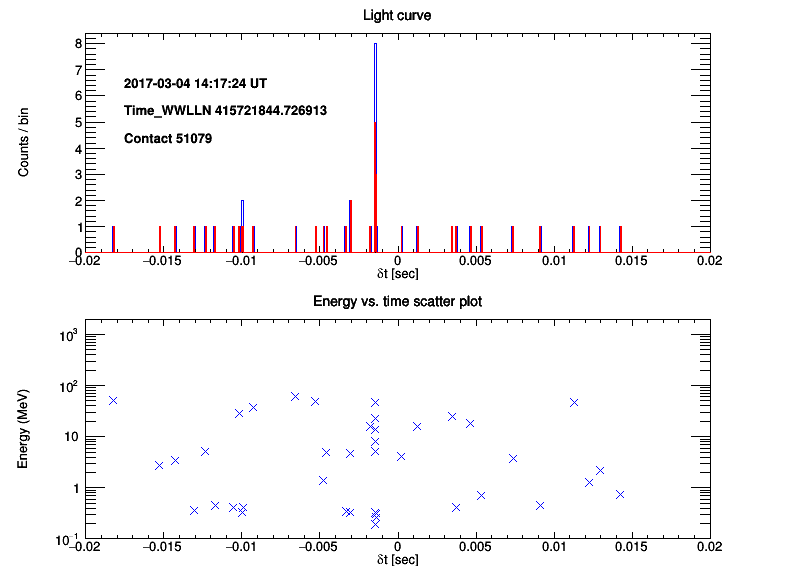 Light curve
Counts / bin
8
7
6
5
4
3
2
1
0
2017-03-04 14:17:24 UT
Time_WWLLN 415721844.726913
Contact 51079
−0.02 −0.015 −0.01 −0.005 0 0.005 0.01 0.015 0.02
δt [sec]
Energy vs. time scatter plot
Energy (MeV)
10³
10²
10
1
10⁻¹
−0.02 −0.015 −0.01 −0.005 0 0.005 0.01 0.015 0.02
δt [sec]